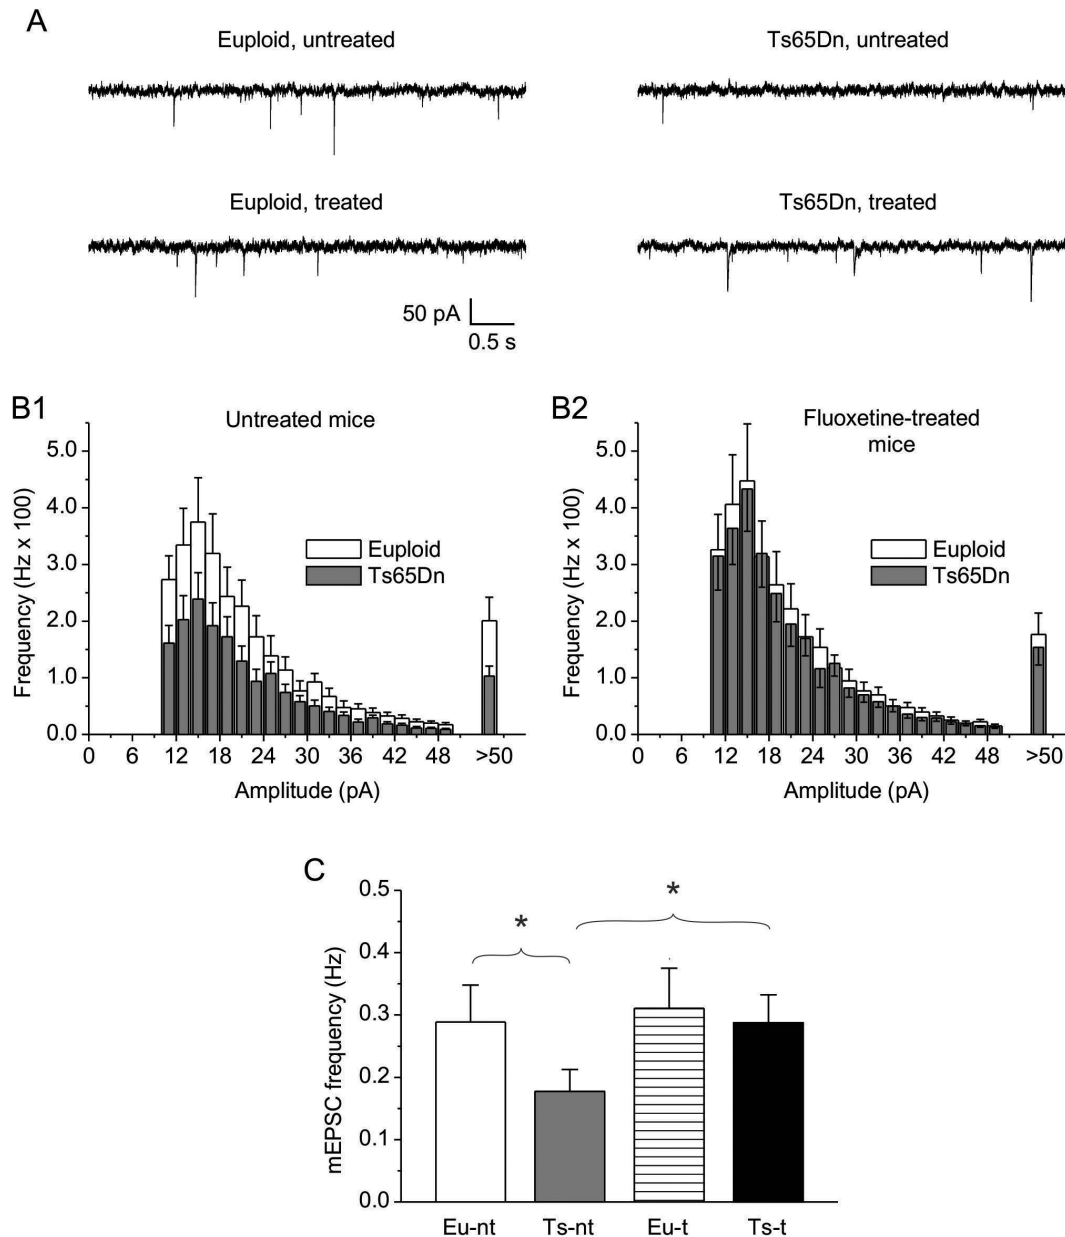 A
Euploid, untreated
Ts65Dn, untreated
Euploid, treated
Ts65Dn, treated
50 pA
0.5 s
B1
Untreated mice
5.0
4.0
3.0
2.0
1.0
0.0
Frequency (Hz x 100)
Euploid
Ts65Dn
0 6 12 18 24 30 36 42 48 >50
Amplitude (pA)
B2
Fluoxetine-treated
mice
5.0
4.0
3.0
2.0
1.0
0.0
Frequency (Hz x 100)
Euploid
Ts65Dn
0 6 12 18 24 30 36 42 48 >50
Amplitude (pA)
C
0.5
0.4
0.3
0.2
0.1
0.0
mEPSC frequency (Hz)
*
*
Eu-nt Ts-nt Eu-t Ts-t